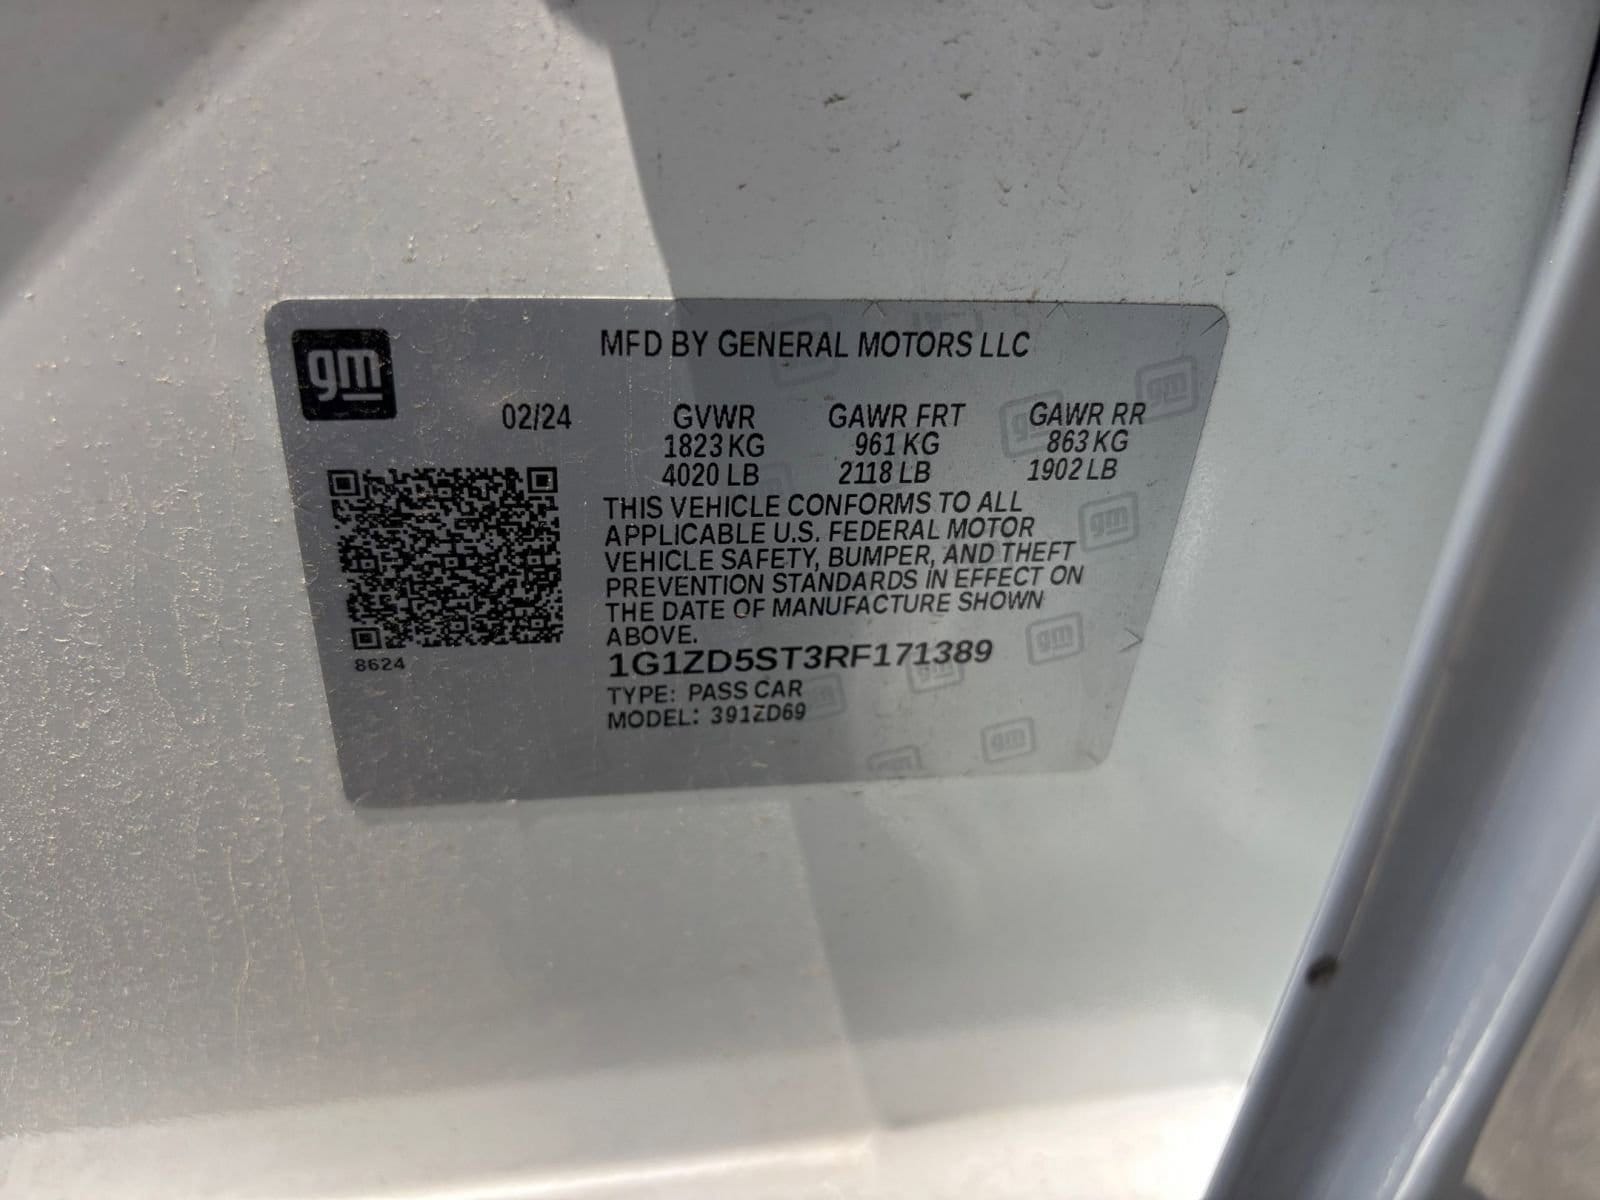 gm
MFD BY GENERAL MOTORS LLC
02/24 GVWR GAWR FRT GAWR RR
1823 KG 961 KG 863 KG
4020 LB 2118 LB 1902 LB
THIS VEHICLE CONFORMS TO ALL
APPLICABLE U.S. FEDERAL MOTOR
VEHICLE SAFETY, BUMPER, AND THEFT
PREVENTION STANDARDS IN EFFECT ON
THE DATE OF MANUFACTURE SHOWN
ABOVE.
8624
1G1ZD5ST3RF171389
TYPE: PASS CAR
MODEL: 391ZD69